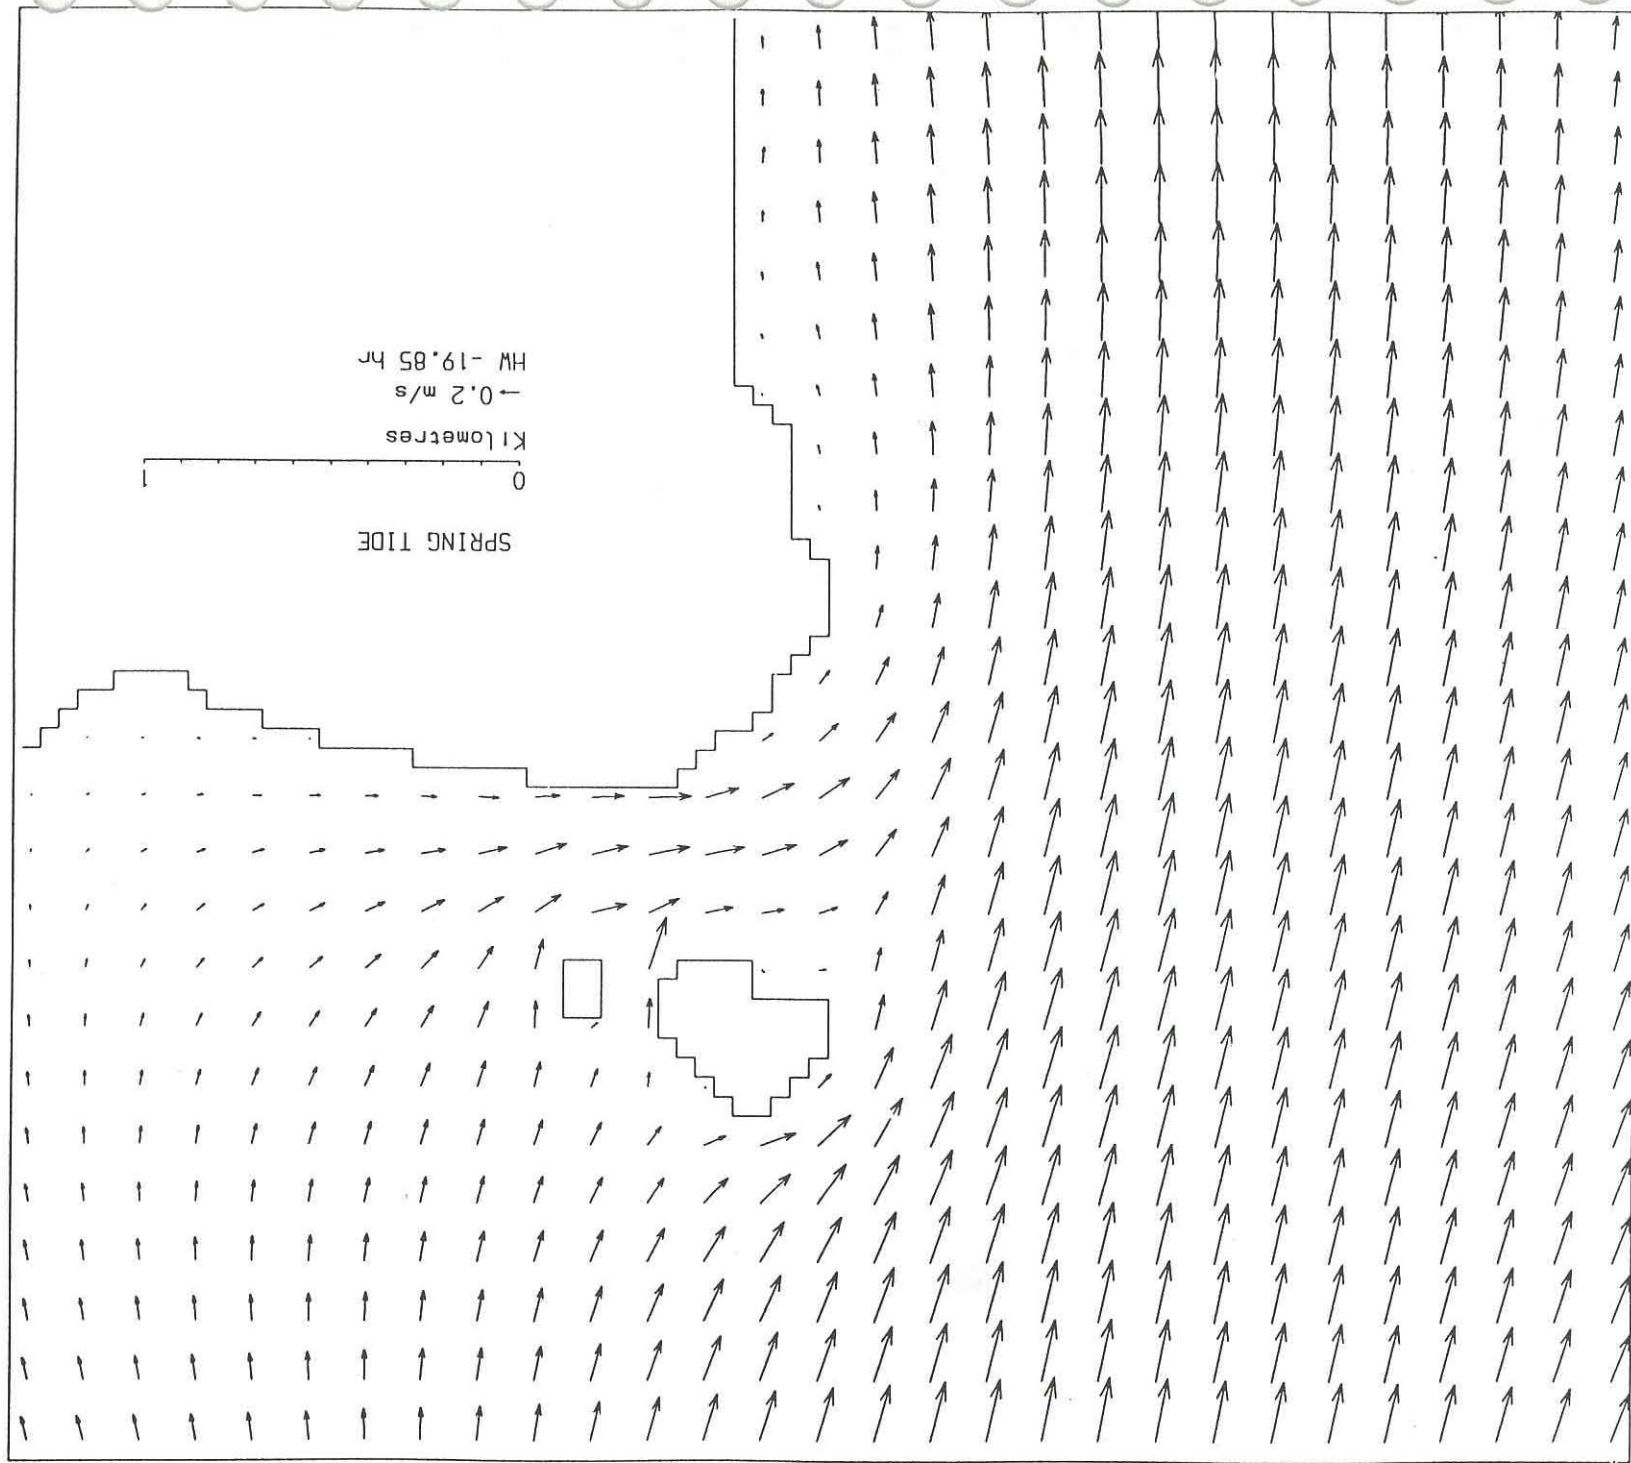 SPRING TIDE
0 1
Kilometres
→ 0.2 m/s
HW -19.85 hr